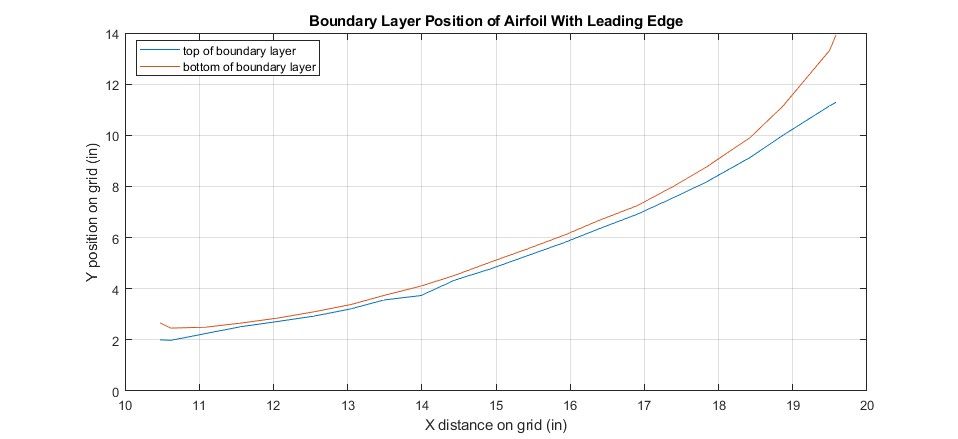 Boundary Layer Position of Airfoil With Leading Edge
top of boundary layer
bottom of boundary layer
Y position on grid (in)
14
12
10
8
6
4
2
0
10 11 12 13 14 15 16 17 18 19 20
X distance on grid (in)